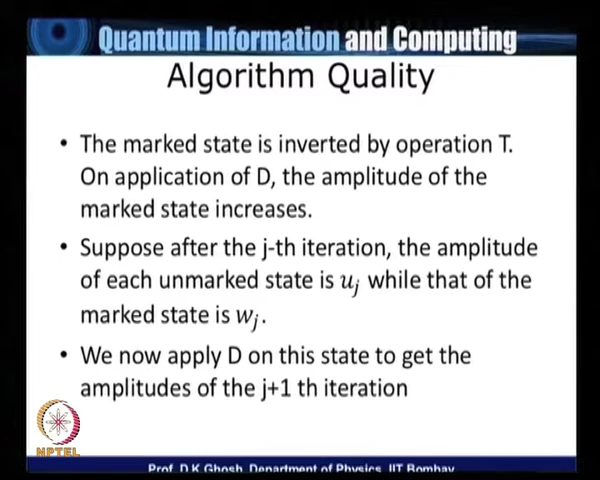 Quantum Information and Computing
Algorithm Quality
• The marked state is inverted by operation T.
On application of D, the amplitude of the
marked state increases.
• Suppose after the j-th iteration, the amplitude
of each unmarked state is u_j while that of the
marked state is w_j.
• We now apply D on this state to get the
amplitudes of the j+1 th iteration
NPTEL
Prof. D.K Ghosh, Department of Physics, IIT Bombay